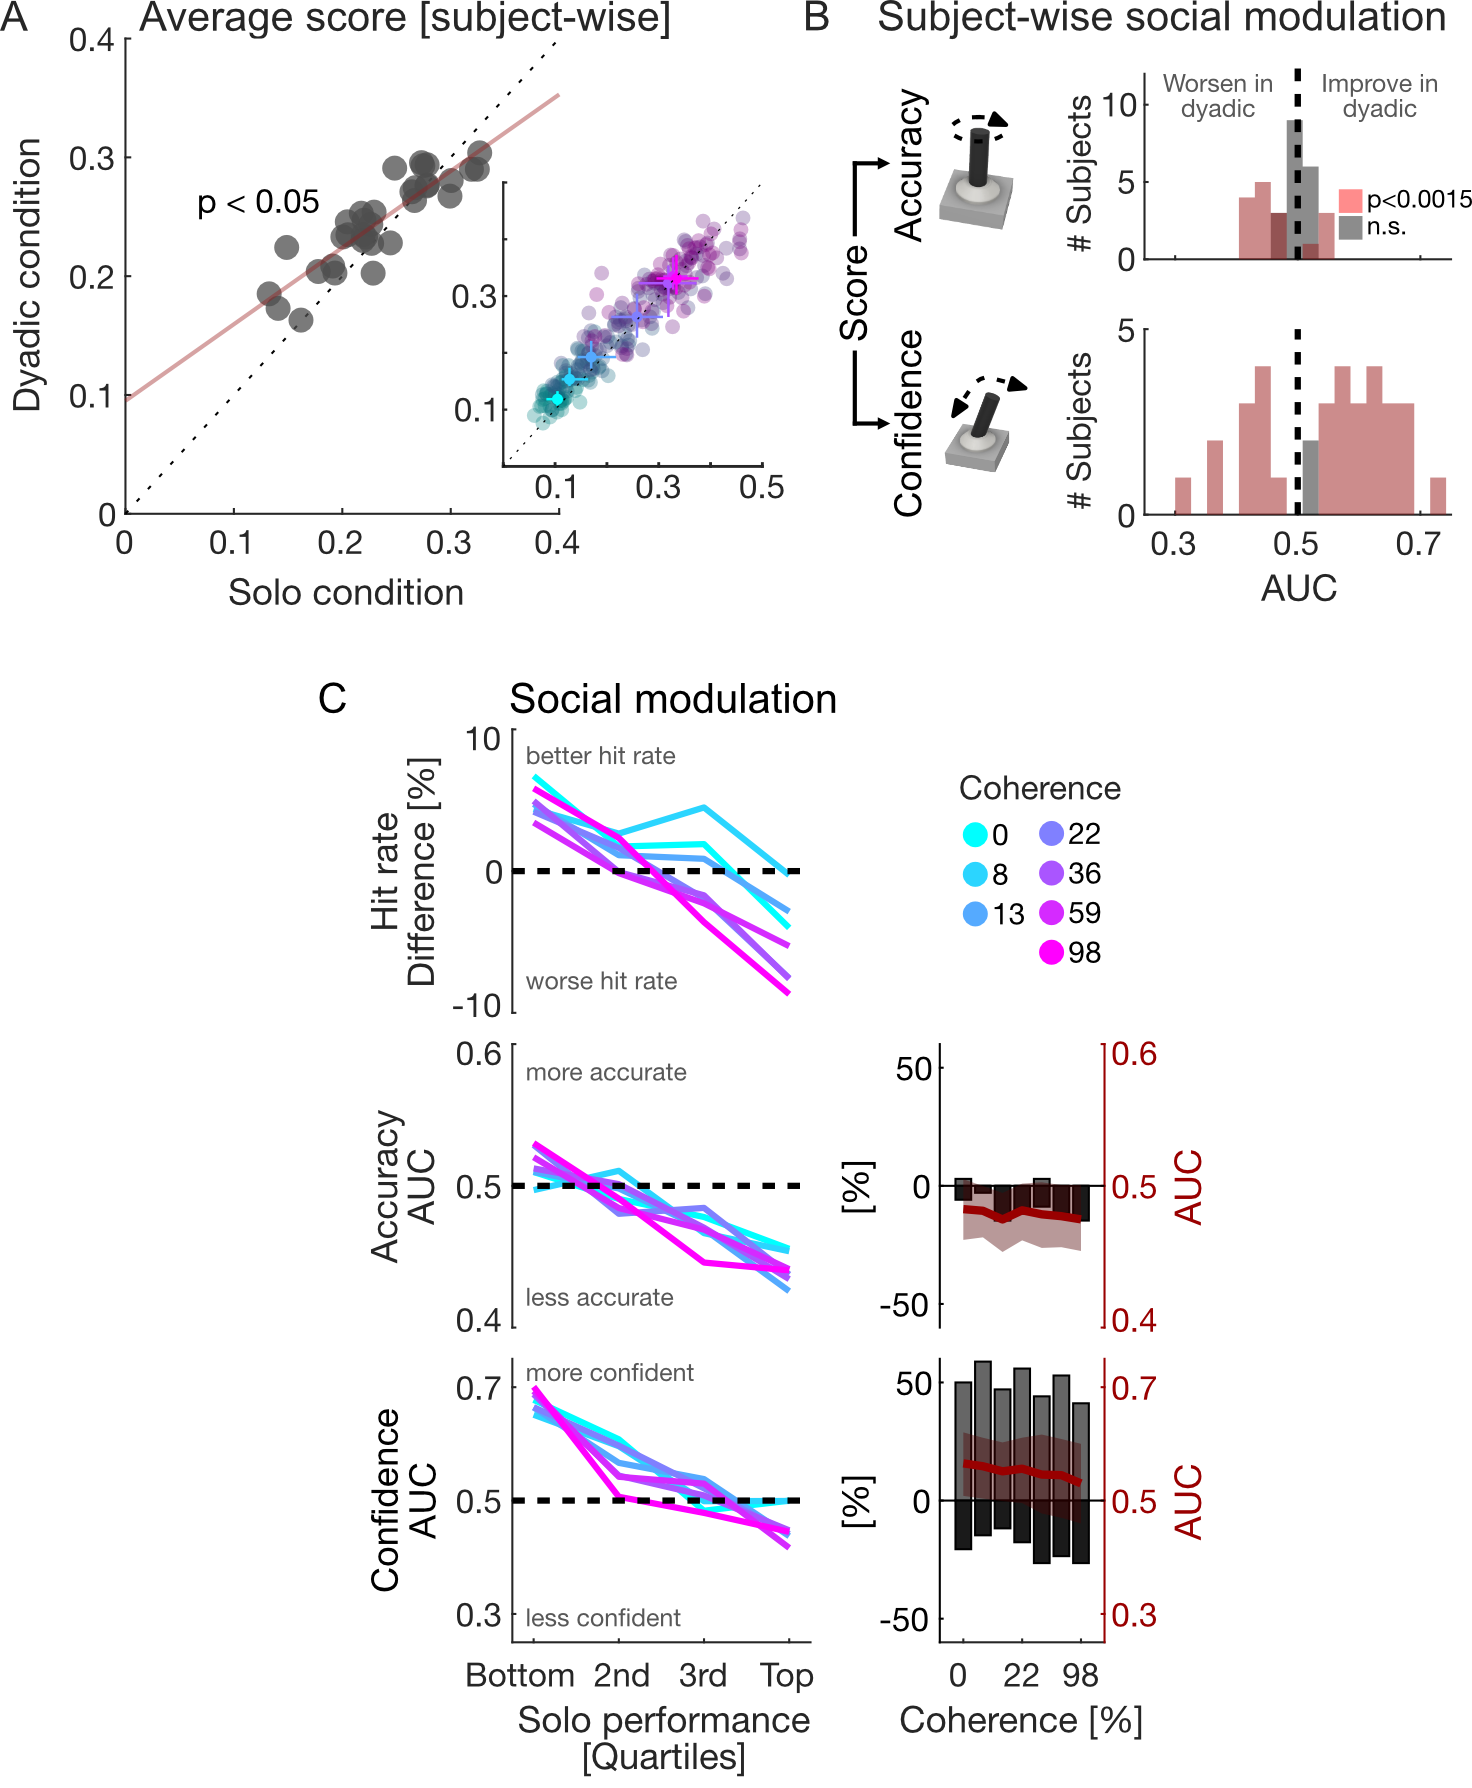 A
Average score [subject-wise]
0.4
0.3
0.2
0.1
0
Dyadic condition
p < 0.05
0.3
0.1
0.1
0.3
0.5
0
0.1
0.2
0.3
0.4
Solo condition
B
Subject-wise social modulation
Score
Accuracy
Confidence
# Subjects
10
5
0
Worsen in
dyadic
Improve in
dyadic
p<0.0015
n.s.
# Subjects
5
0
0.3
0.5
0.7
AUC
C
Social modulation
Hit rate
Difference [%]
10
0
-10
better hit rate
worse hit rate
Coherence
0
8
13
22
36
59
98
Accuracy
AUC
0.6
0.5
0.4
more accurate
less accurate
[%]
50
0
-50
0.6
0.5
0.4
AUC
Confidence
AUC
0.7
0.5
0.3
more confident
less confident
Bottom
2nd
3rd
Top
Solo performance
[Quartiles]
[%]
50
0
-50
0.7
0.5
0.3
AUC
0
22
98
Coherence [%]